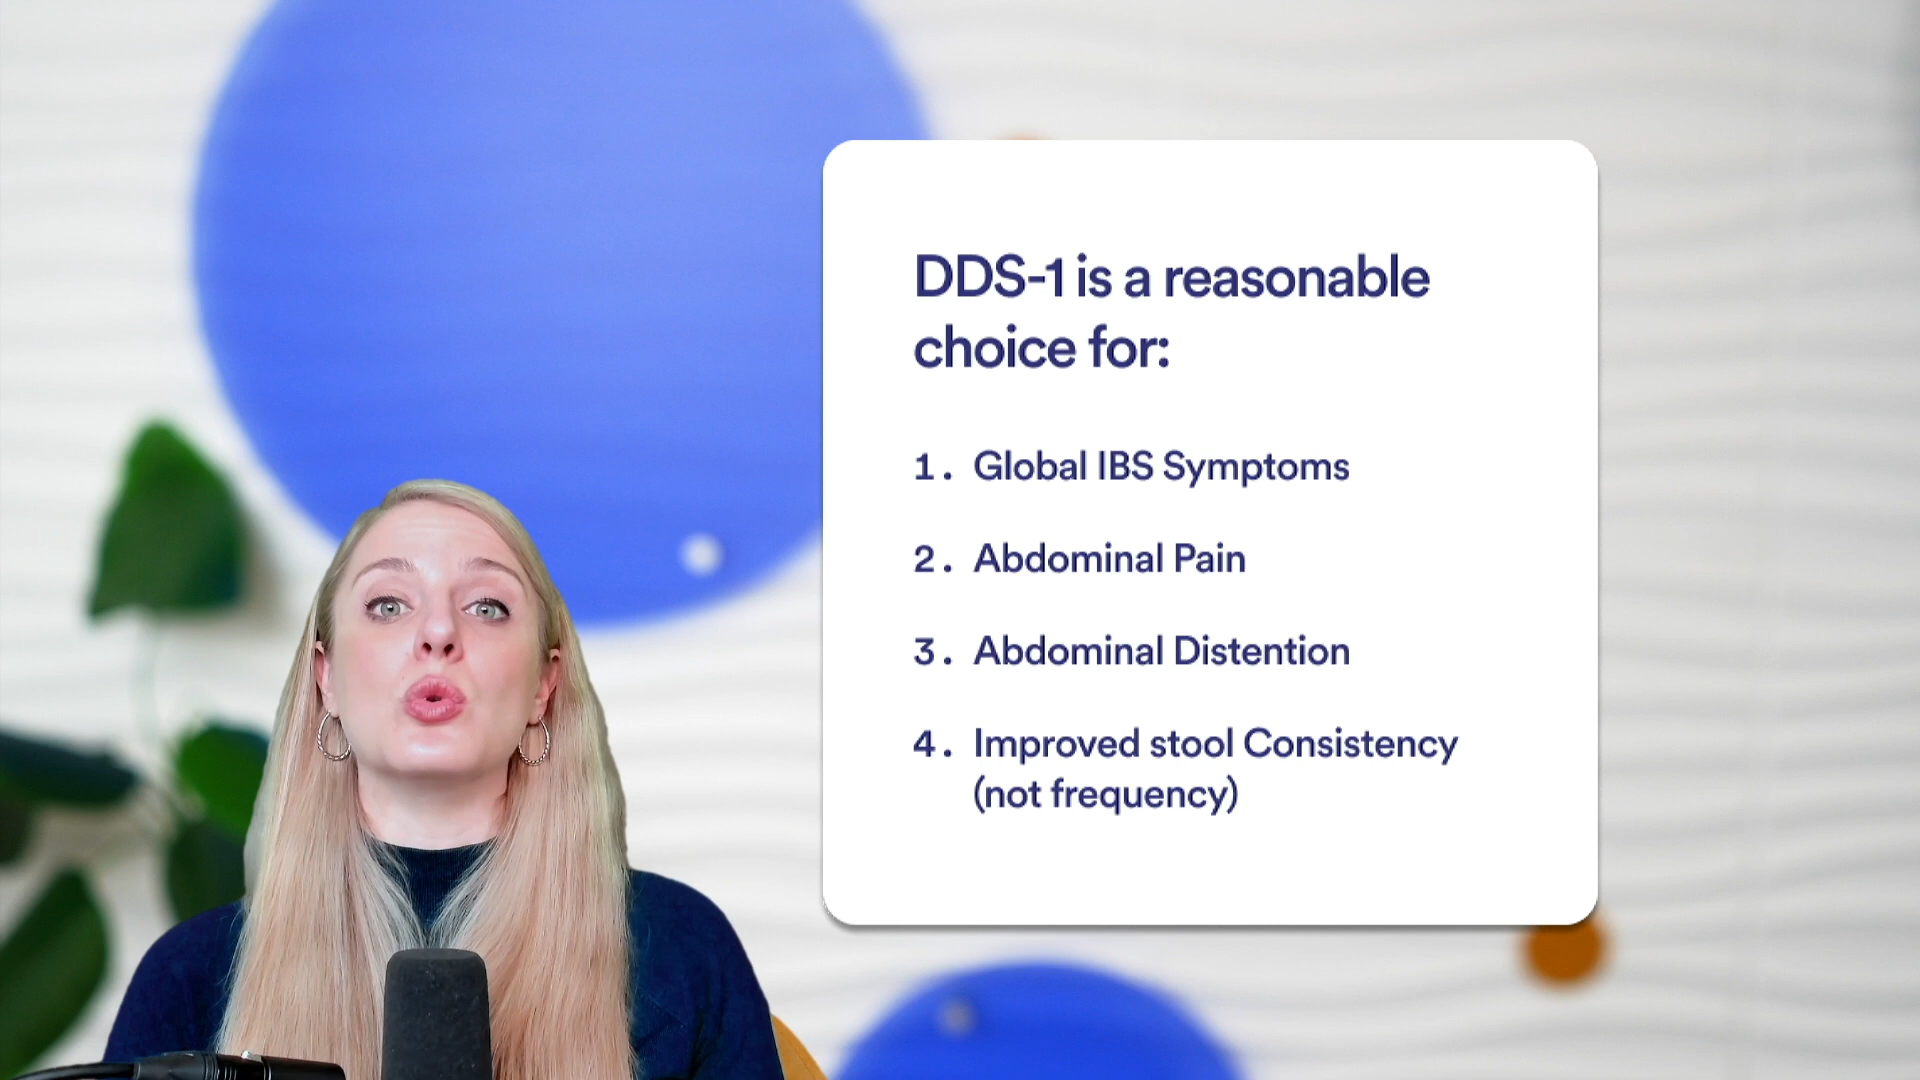 DDS-1 is a reasonable
choice for:
1. Global IBS Symptoms
2. Abdominal Pain
3. Abdominal Distention
4. Improved stool Consistency
(not frequency)